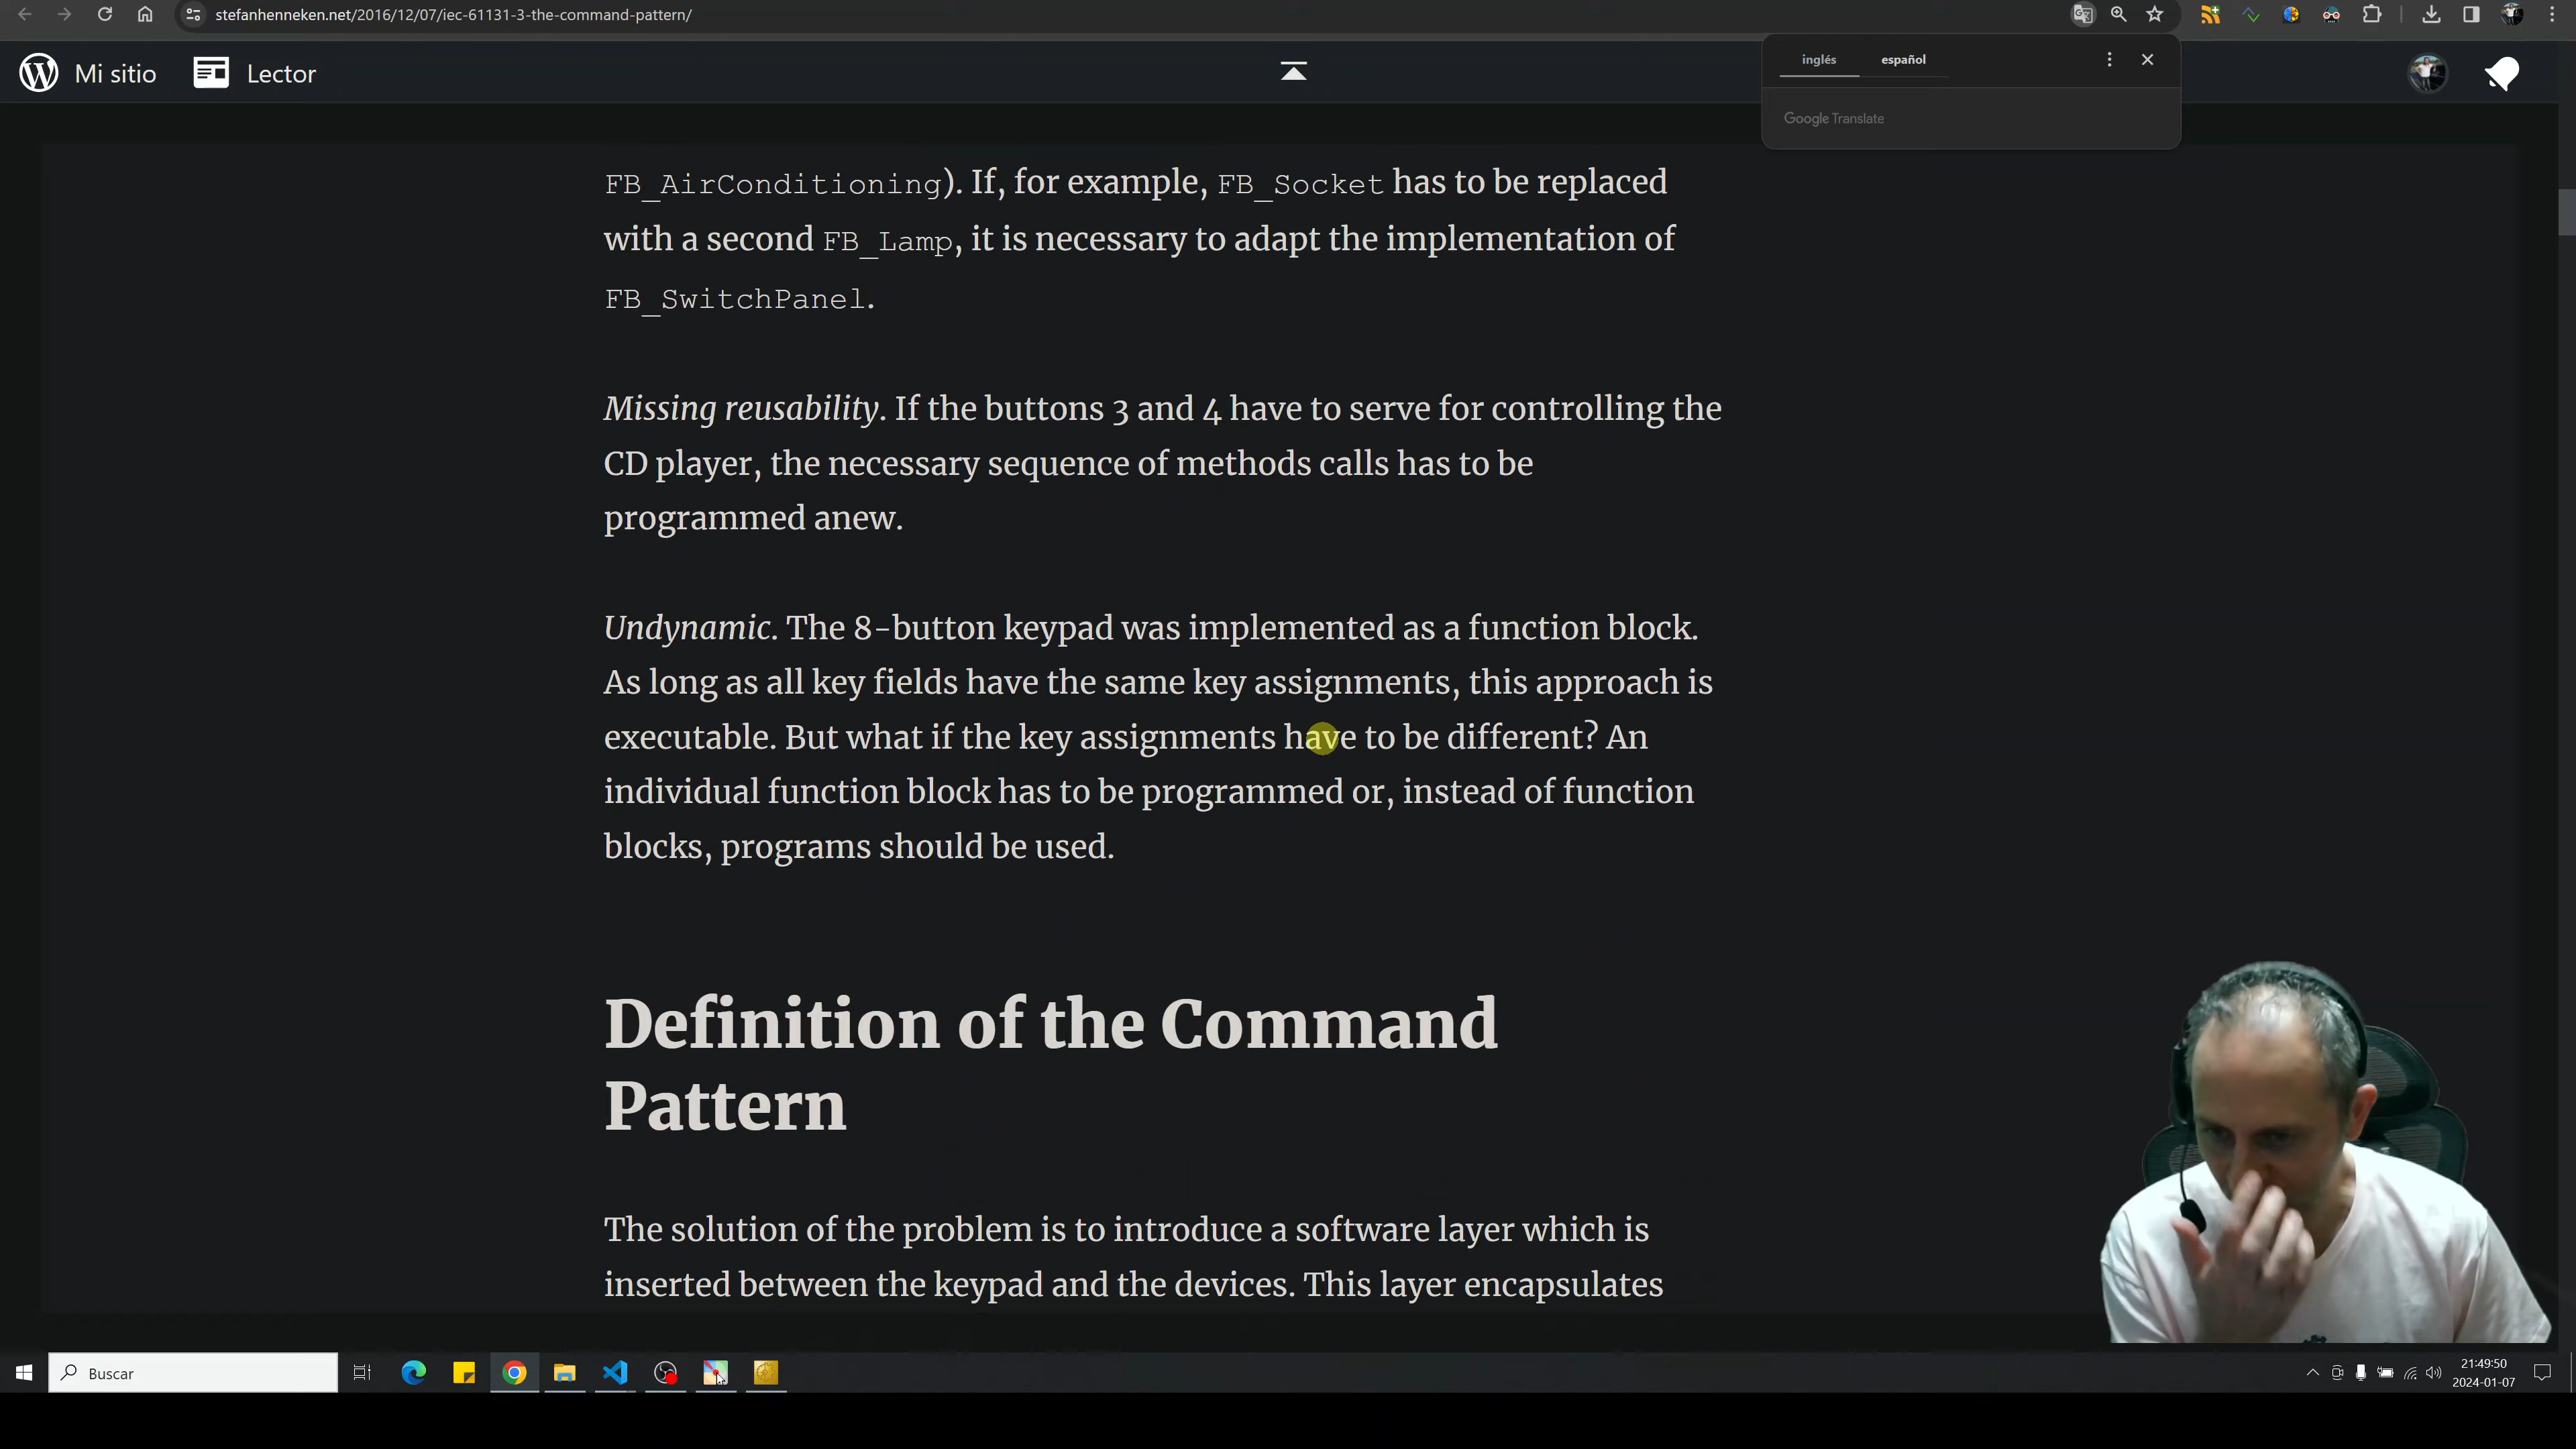 stefanhenneken.net/2016/12/07/iec-61131-3-the-command-pattern/
Mi sitio
Lector
inglés
español
Google Translate
FB_AirConditioning). If, for example, FB_Socket has to be replaced
with a second FB_Lamp, it is necessary to adapt the implementation of
FB_SwitchPanel.
Missing reusability. If the buttons 3 and 4 have to serve for controlling the
CD player, the necessary sequence of methods calls has to be
programmed anew.
Undynamic. The 8-button keypad was implemented as a function block.
As long as all key fields have the same key assignments, this approach is
executable. But what if the key assignments have to be different? An
individual function block has to be programmed or, instead of function
blocks, programs should be used.
Definition of the Command
Pattern
The solution of the problem is to introduce a software layer which is
inserted between the keypad and the devices. This layer encapsulates
Buscar
21:49:50
2024-01-07